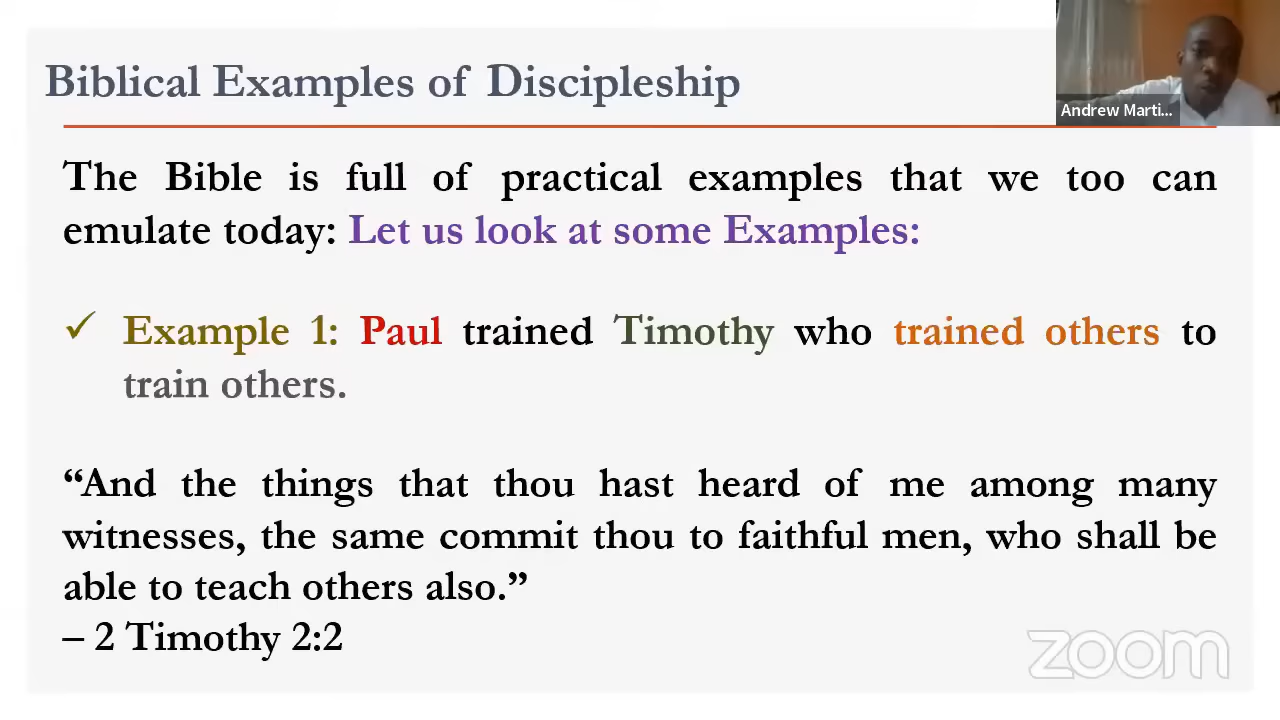 Biblical Examples of Discipleship
Andrew Marti...
The Bible is full of practical examples that we too can
emulate today: Let us look at some Examples:
✓ Example 1: Paul trained Timothy who trained others to
train others.
“And the things that thou hast heard of me among many
witnesses, the same commit thou to faithful men, who shall be
able to teach others also.”
– 2 Timothy 2:2
zoom